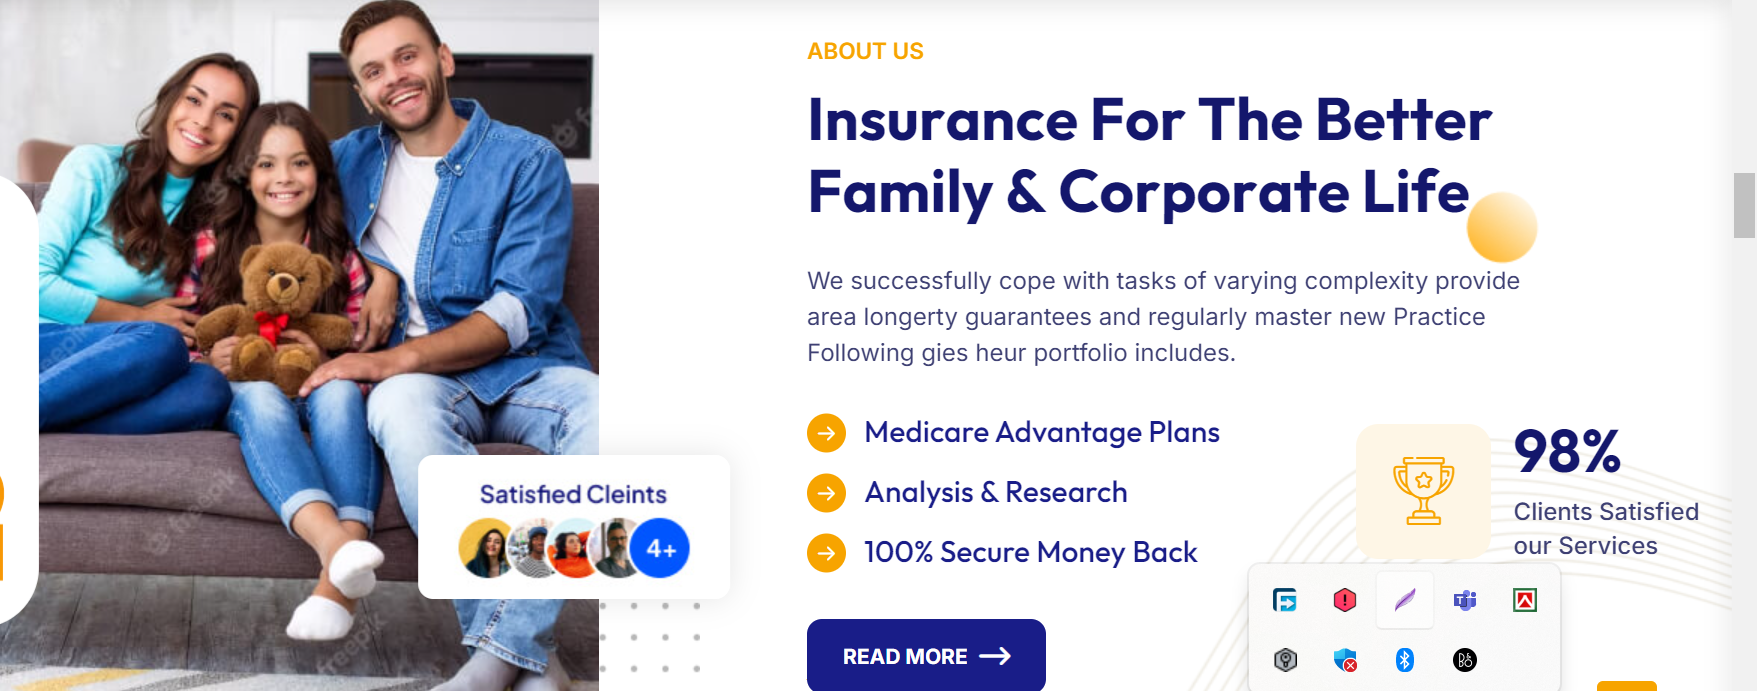 ABOUT US
Insurance For The Better
Family & Corporate Life
We successfully cope with tasks of varying complexity provide
area longerty guarantees and regularly master new Practice
Following gies heur portfolio includes.
Medicare Advantage Plans
Analysis & Research
100% Secure Money Back
98%
Clients Satisfied
our Services
Satisfied Cleints
4+
READ MORE